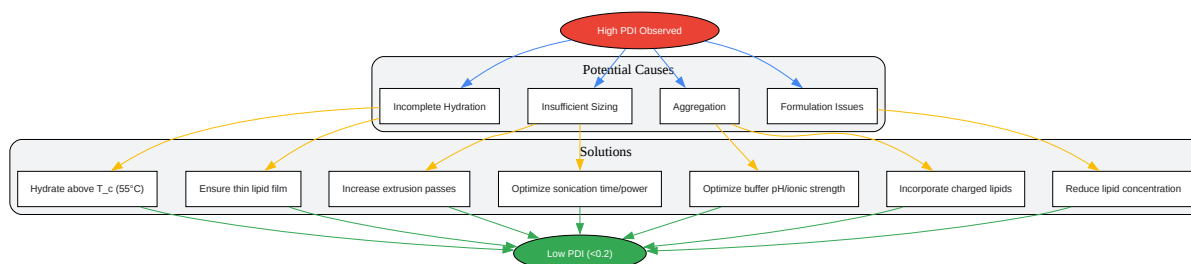 High PDI Observed
Potential Causes
Incomplete Hydration
Insufficient Sizing
Aggregation
Formulation Issues
Solutions
Hydrate above T_c (55°C)
Ensure thin lipid film
Increase extrusion passes
Optimize sonication time/power
Optimize buffer pH/ionic strength
Incorporate charged lipids
Reduce lipid concentration
Low PDI (<0.2)